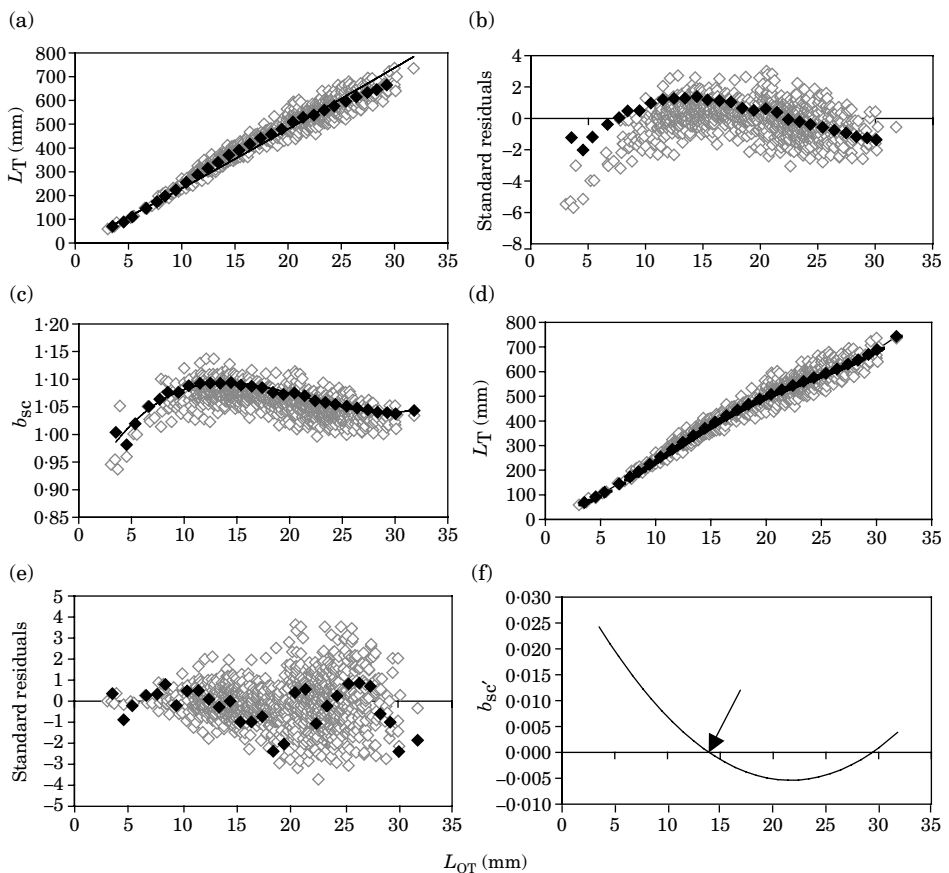 (a)
800
700
600
500
400
300
200
100
0
L_T (mm)
0 5 10 15 20 25 30 35
(b)
4
2
0
–2
–4
–6
–8
Standard residuals
0 5 10 15 20 25 30 35
(c)
1·20
1·15
1·10
1·05
1·00
0·95
0·90
0·85
b_sc
0 5 10 15 20 25 30 35
(d)
800
700
600
500
400
300
200
100
0
L_T (mm)
0 5 10 15 20 25 30 35
(e)
5
4
3
2
1
0
–1
–2
–3
–4
–5
Standard residuals
0 5 10 15 20 25 30 35
(f)
0·030
0·025
0·020
0·015
0·010
0·005
0·000
–0·005
–0·010
b_sc′
0 5 10 15 20 25 30 35
L_OT (mm)